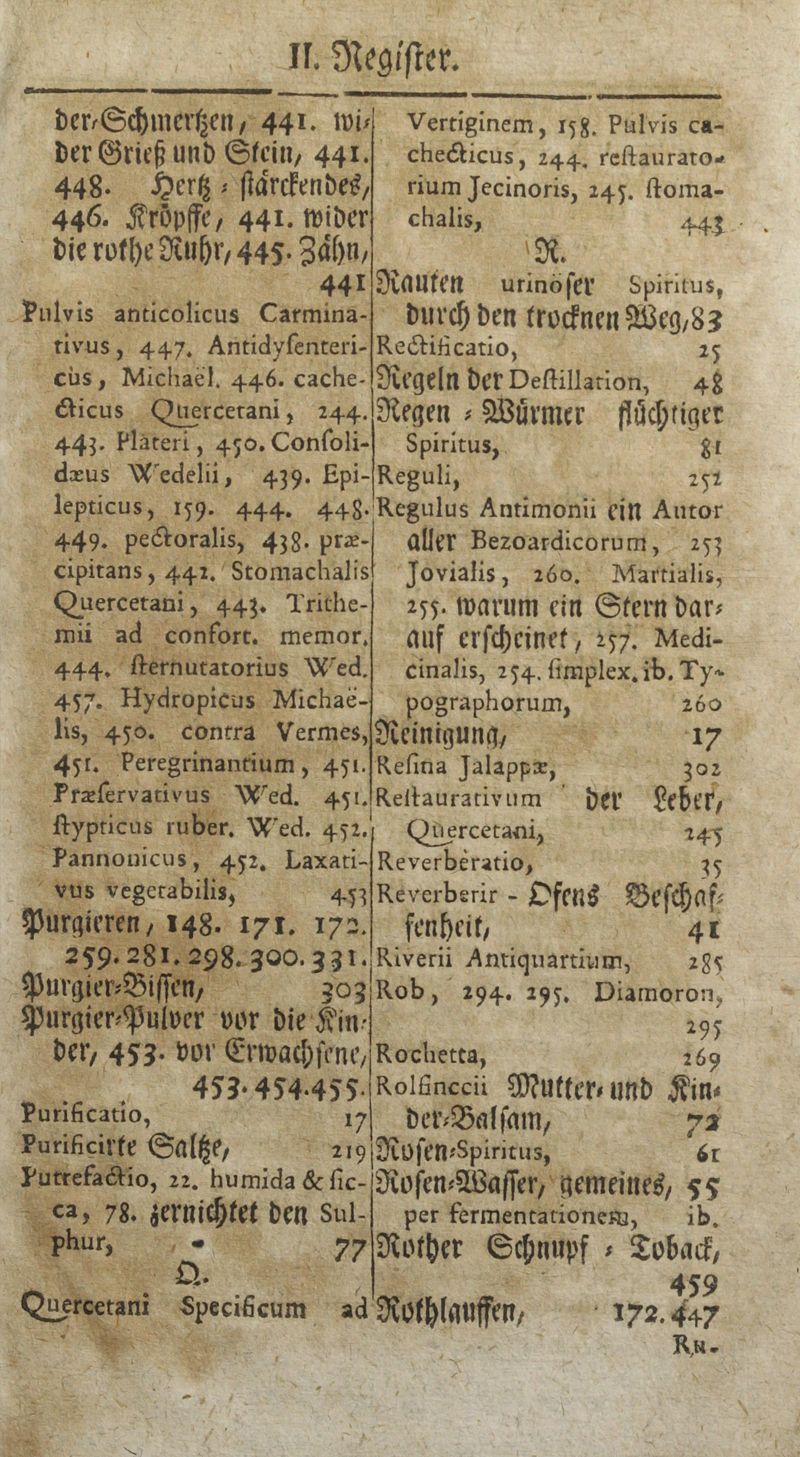 II. Regiſter.
der⸗Schmertzen, 441. wi⸗
der Grieß und Stein, 441.
448. Hertz⸗ſtärckendes,
446. Kröpffe, 441. wider
die rothe Ruhr, 445. Zähn,
441
Pulvis anticolicus Carmina-
tivus, 447. Antidyſenteri-
cus, Michaël. 446. cache-
cticus Quercetani, 244.
443. Plateri, 450. Conſoli-
dæus Wedelii, 439. Epi-
lepticus, 159. 444. 448.
449. pectoralis, 438. præ-
cipitans, 442. Stomachalis
Quercetani, 443. Trithe-
mii ad confort. memor.
444. ſternutatorius Wed.
457. Hydropicus Michaë-
lis, 450. contra Vermes,
451. Peregrinantium, 451.
Præſervativus Wed. 451.
ſtypticus ruber. Wed. 452.
Pannonicus, 452. Laxati-
vus vegetabilis, 453
Purgieren, 148. 171. 172.
259. 281. 298. 300. 331.
Purgier⸗Biſſen, 303
Purgier⸗Pulver vor die Kin⸗
der, 453. vor Erwachſene,
453. 454. 455.
Purificatio, 17
Purificirte Saltze, 219
Putrefactio, 22. humida & ſic-
ca, 78. zernichtet den Sul-
phur, 77
Q.
Quercetani Specificum ad
Vertiginem, 158. Pulvis ca-
checticus, 244. reſtaurato-
rium Jecinoris, 245. ſtoma-
chalis, 443
R.
Rauten urinöſer Spiritus,
durch den trocknen Weg, 83
Rectificatio, 25
Regeln der Deſtillation, 48
Regen⸗Würmer flüchtiger
Spiritus, 81
Reguli, 252
Regulus Antimonii ein Autor
aller Bezoardicorum, 253
Jovialis, 260. Martialis,
255. warum ein Stern dar⸗
auf erſcheinet, 257. Medi-
cinalis, 254. ſimplex. ib. Ty-
pographorum, 260
Reinigung, 17
Reſina Jalappæ, 302
Reſtaurativum der Leber,
Quercetani, 245
Reverberatio, 35
Reverberir-Ofens Beſchaf⸗
fenheit, 41
Riverii Antiquartium, 285
Rob, 294. 295. Diamoron,
295
Rochetta, 269
Rolfinccii Mutter⸗ und Kin⸗
der⸗Balſam, 72
Roſen⸗Spiritus, 61
Roſen⸗Waſſer, gemeines, 55
per fermentationem, ib.
Rother Schnupf⸗Toback,
459
Rothlauffen, 172. 447
Ru-